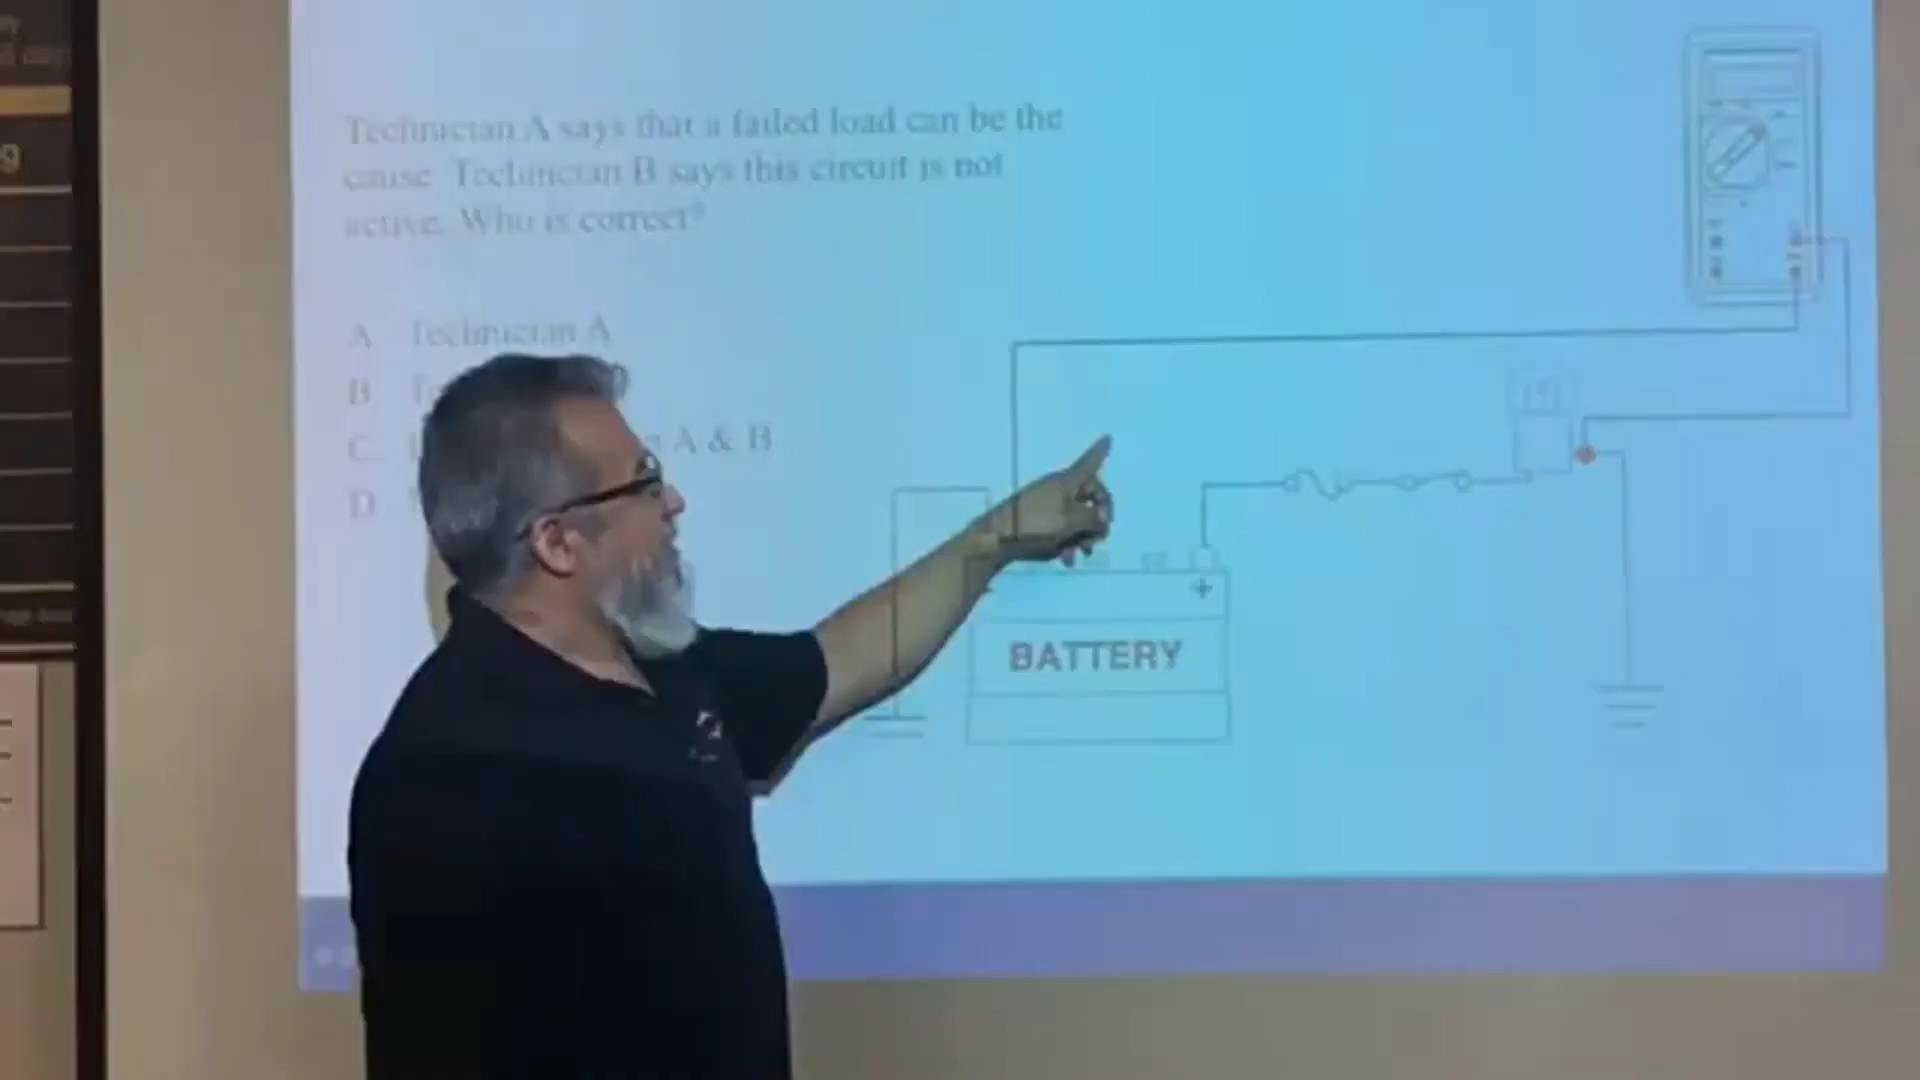 Technician A says that a failed load can be the
cause. Technician B says this circuit is not
active. Who is correct?
A Technician A
B
C. A & B
D
+
BATTERY